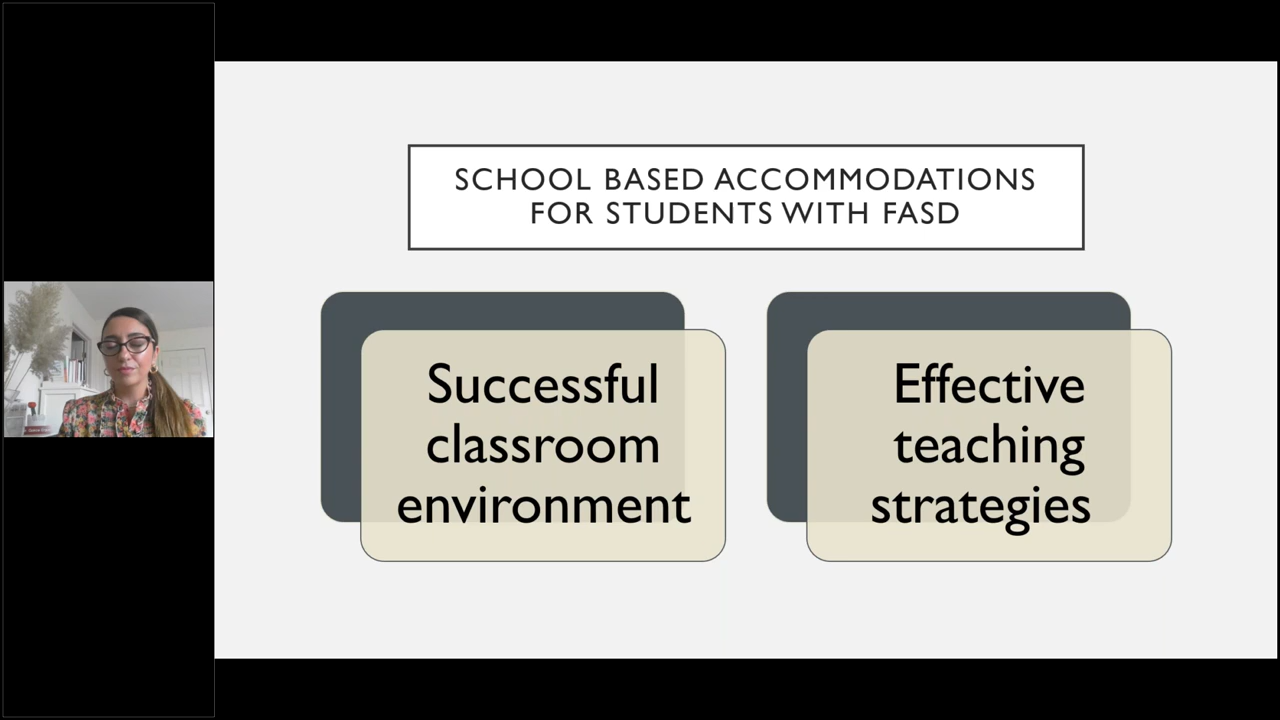 SCHOOL BASED ACCOMMODATIONS
FOR STUDENTS WITH FASD
Successful
classroom
environment
Effective
teaching
strategies